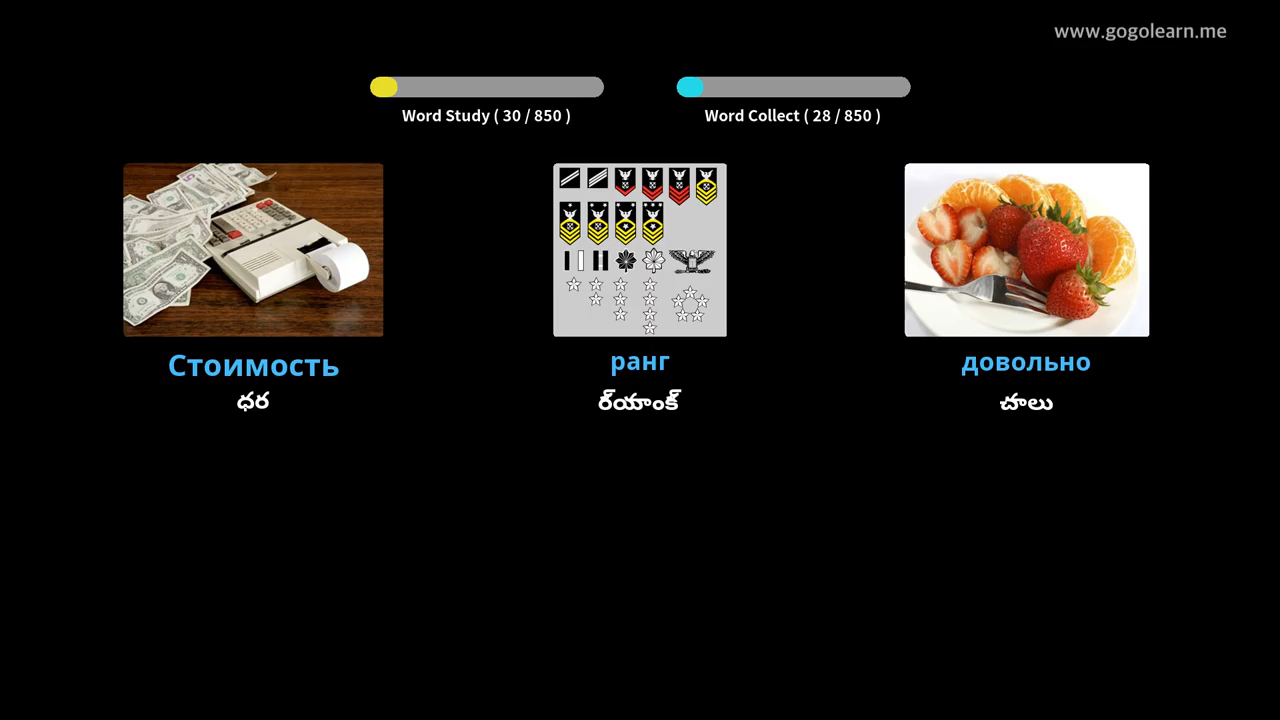 www.gogolearn.me
Word Study ( 30 / 850 )
Word Collect ( 28 / 850 )
Стоимость
ధర
ранг
ర్యాంక్
довольно
చాలు